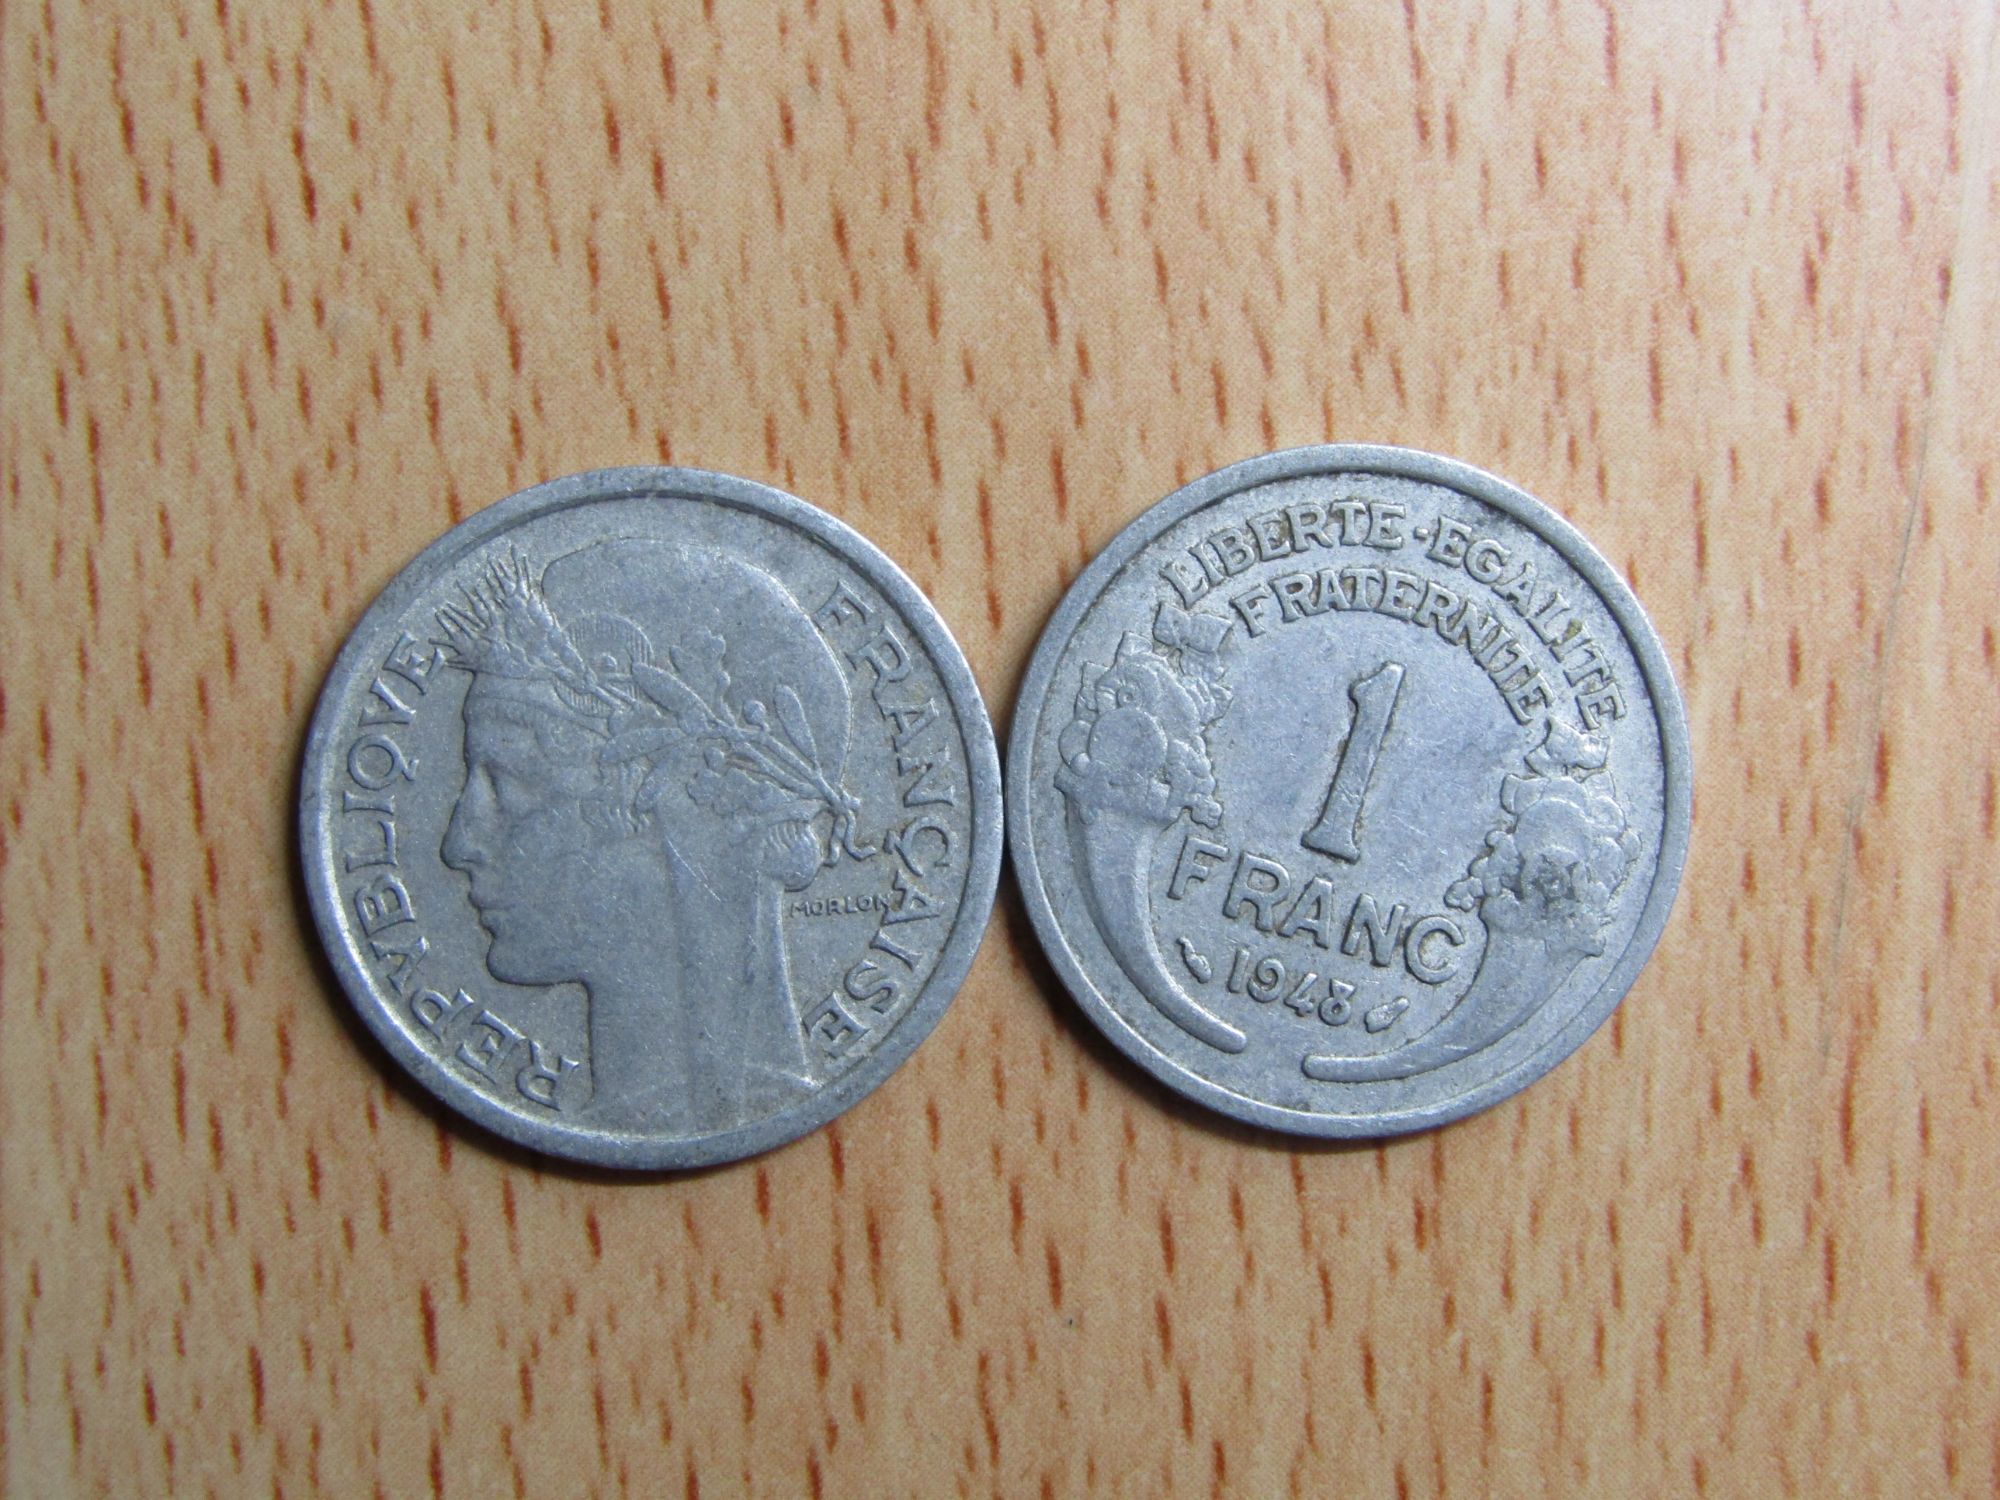 REPVBLIQVE
FRANÇAISE
MORLON
LIBERTE·EGALITE
FRATERNITE
1
FRANC
1948